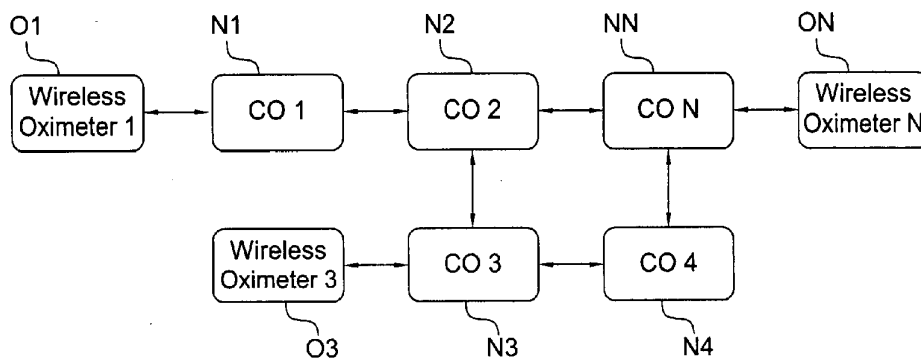 O1
N1
N2
NN
ON
Wireless
Oximeter 1
CO 1
CO 2
CO N
Wireless
Oximeter N
Wireless
Oximeter 3
CO 3
CO 4
O3
N3
N4